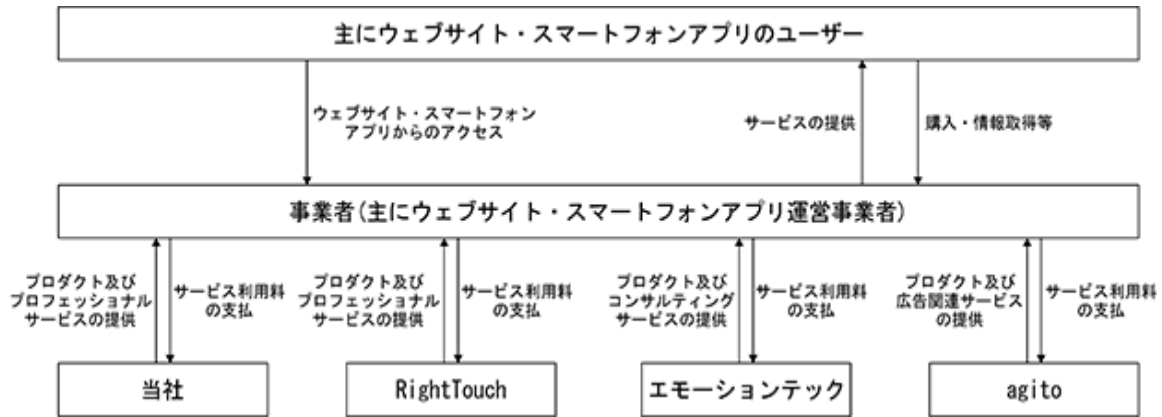 主にウェブサイト・スマートフォンアプリのユーザー
ウェブサイト・スマートフォン
アプリからのアクセス
サービスの提供
購入・情報取得等
事業者(主にウェブサイト・スマートフォンアプリ運営事業者)
プロダクト及び
プロフェッショナル
サービスの提供
サービス利用料
の支払
プロダクト及び
プロフェッショナル
サービスの提供
サービス利用料
の支払
プロダクト及び
コンサルティング
サービスの提供
サービス利用料
の支払
プロダクト及び
広告関連サービス
の提供
サービス利用料
の支払
当社
RightTouch
エモーションテック
agito